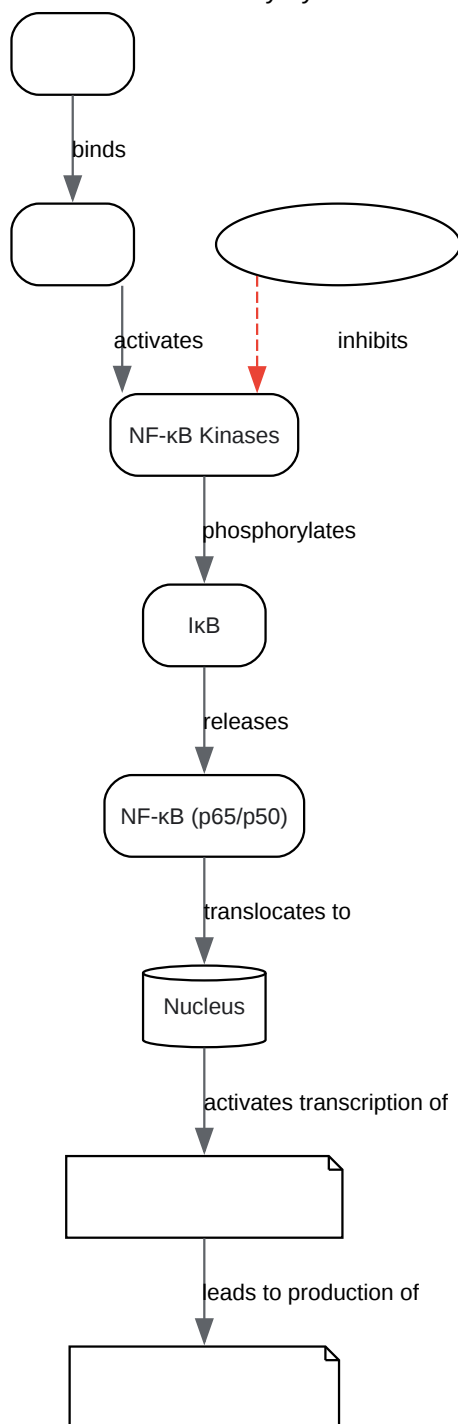 binds
activates
inhibits
NF-κB Kinases
phosphorylates
IκB
releases
NF-κB (p65/p50)
translocates to
Nucleus
activates transcription of
leads to production of